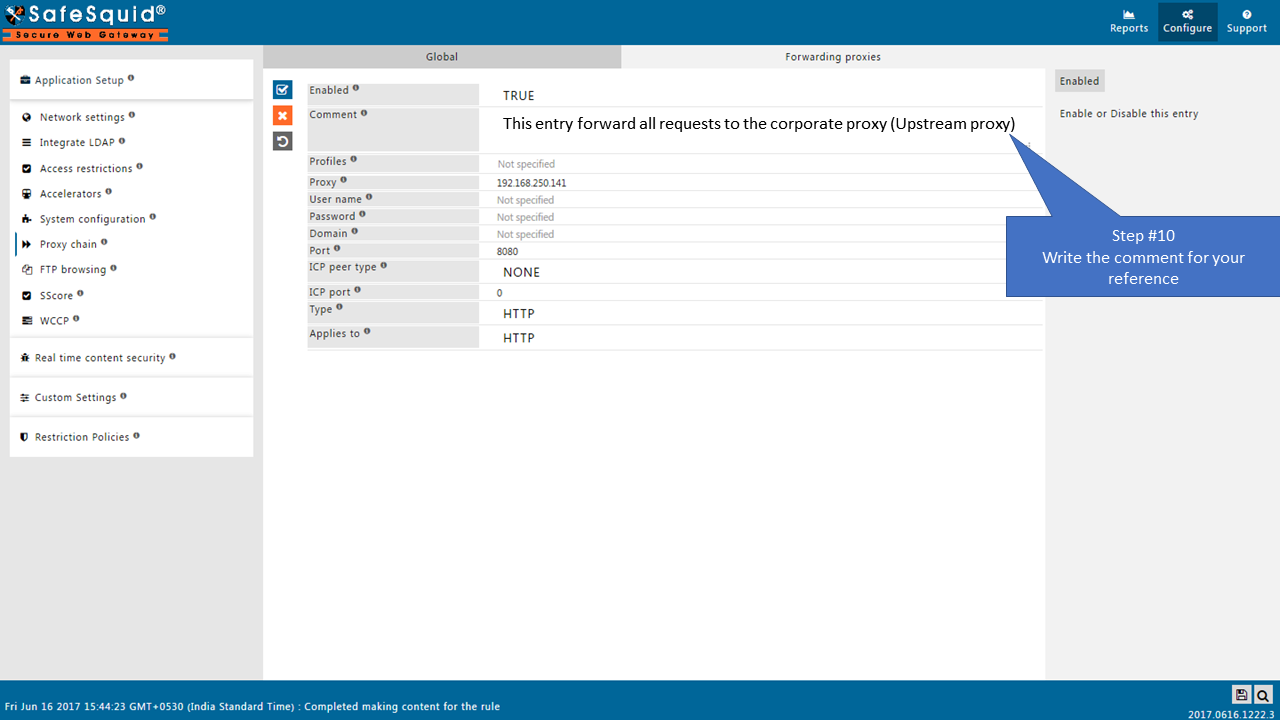 SafeSquid®
Secure Web Gateway
Reports
Configure
Support
Application Setup
Network settings
Integrate LDAP
Access restrictions
Accelerators
System configuration
Proxy chain
FTP browsing
SScore
WCCP
Real time content security
Custom Settings
Restriction Policies
Global
Forwarding proxies
Enabled
TRUE
Comment
This entry forward all requests to the corporate proxy (Upstream proxy)
Profiles
Not specified
Proxy
192.168.250.141
User name
Not specified
Password
Not specified
Domain
Not specified
Port
8080
ICP peer type
NONE
ICP port
0
Type
HTTP
Applies to
HTTP
Enabled
Enable or Disable this entry
Step #10
Write the comment for your
reference
Fri Jun 16 2017 15:44:23 GMT+0530 (India Standard Time) : Completed making content for the rule
2017.0616.1222.3